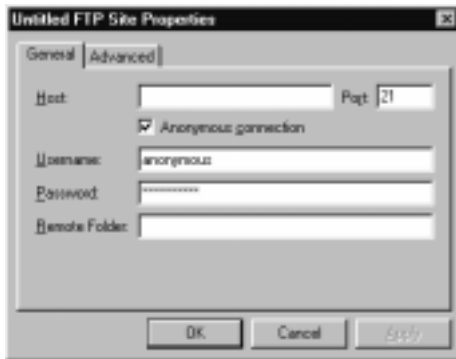 Untitled FTP Site Properties
General Advanced
Host: Port: 21
Anonymous connection
Username: anonymous
Password: ***********
Remote Folder:
OK Cancel Apply